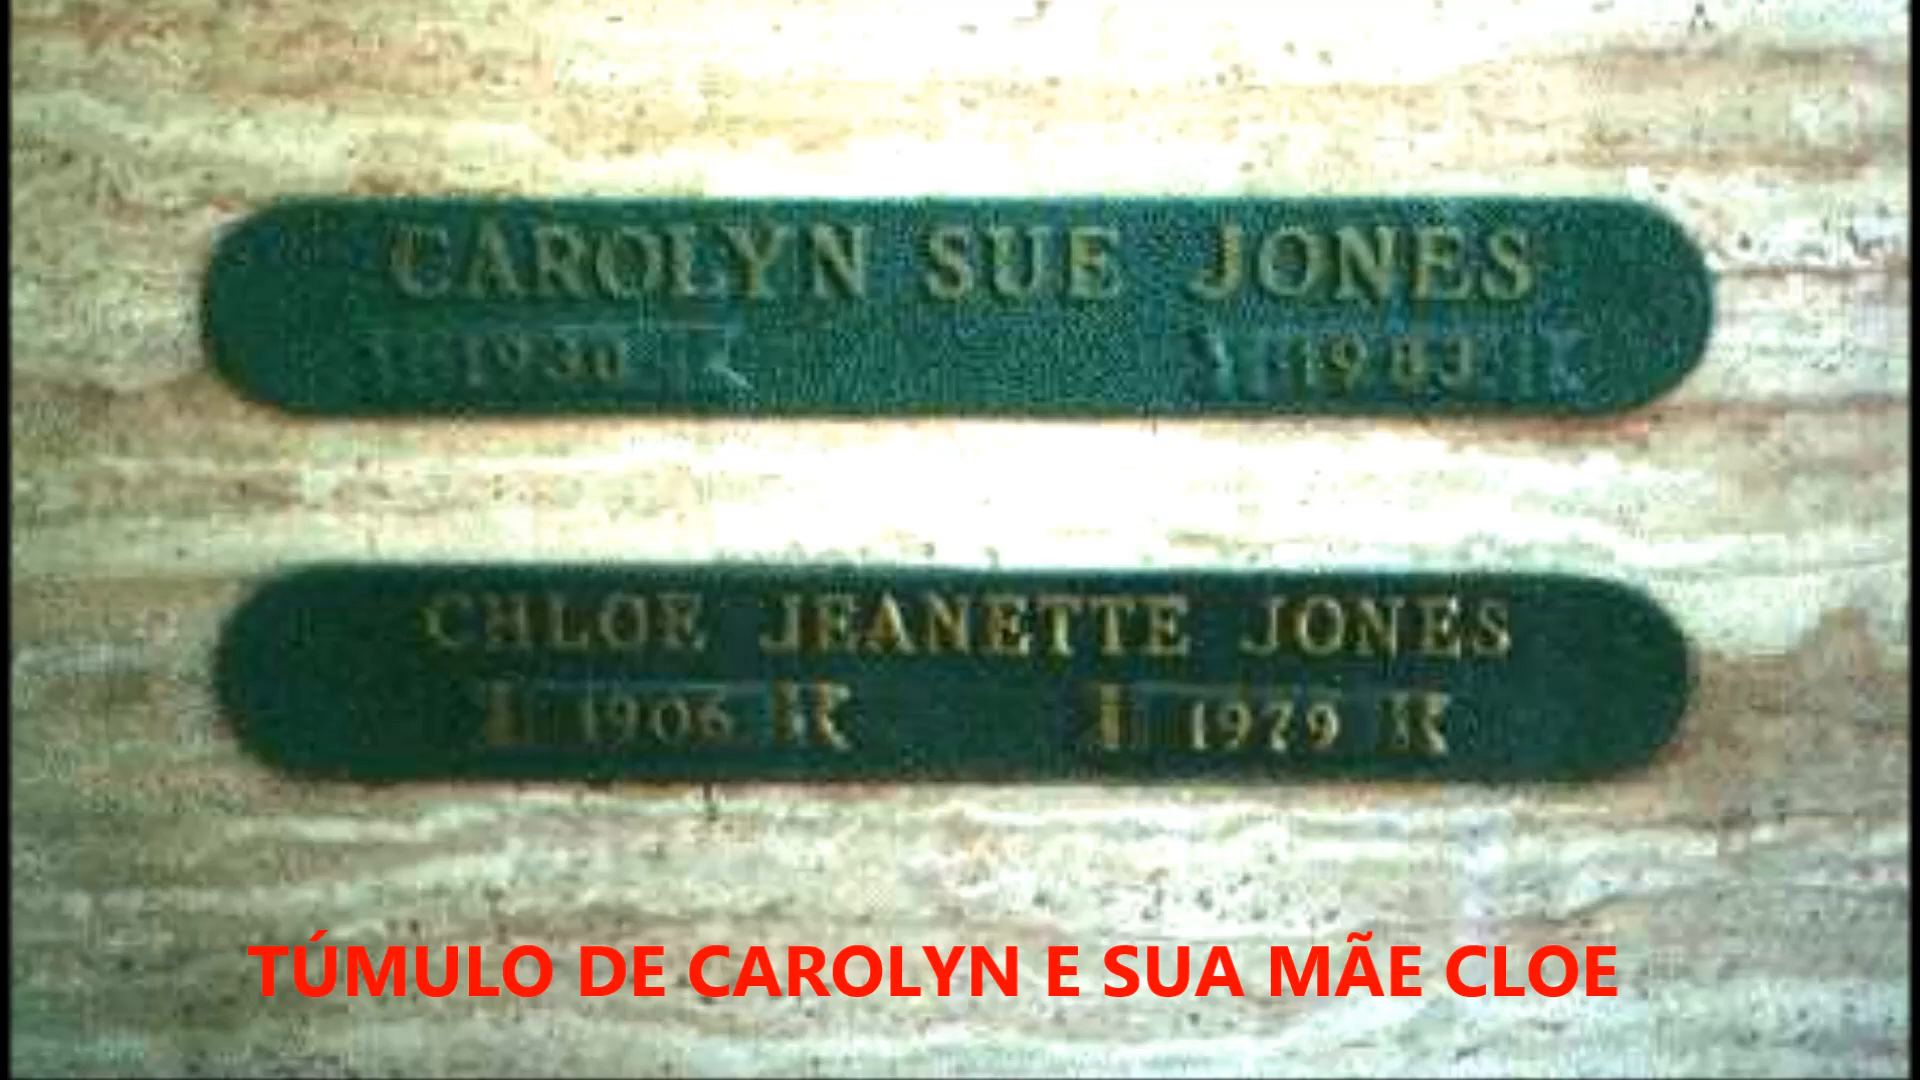 CAROLYN SUE JONES
1930 1983
CHLOE JEANETTE JONES
1906 1979
TÚMULO DE CAROLYN E SUA MÃE CLOE